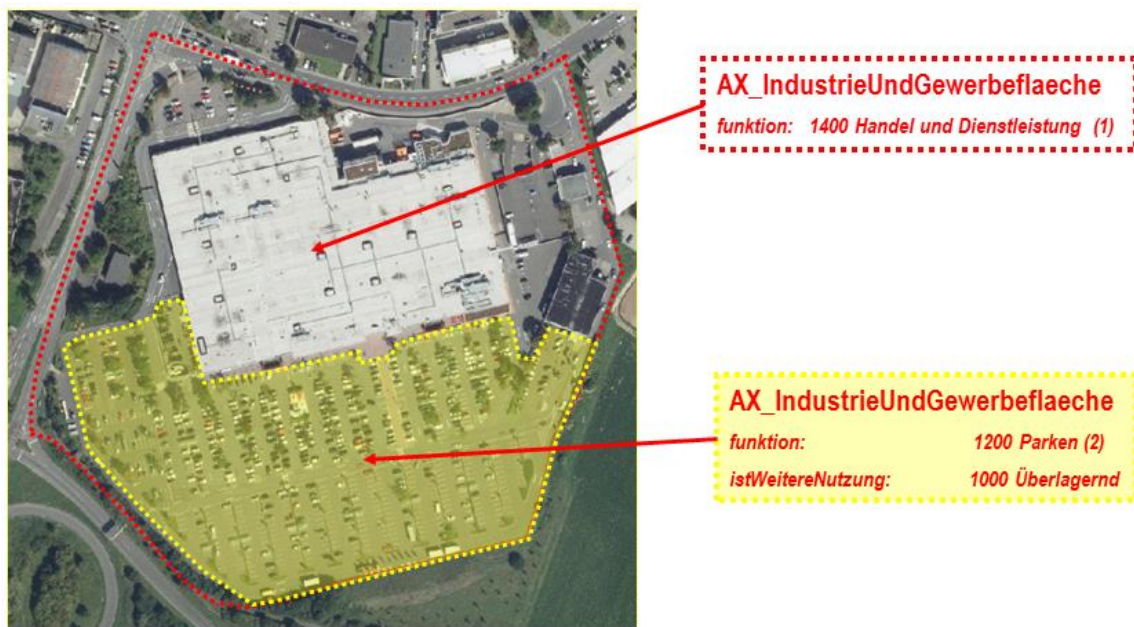 AX_IndustrieUndGewerbeflaeche
funktion: 1400 Handel und Dienstleistung (1)
AX_IndustrieUndGewerbeflaeche
funktion: 1200 Parken (2)
istWeitereNutzung: 1000 Überlagernd